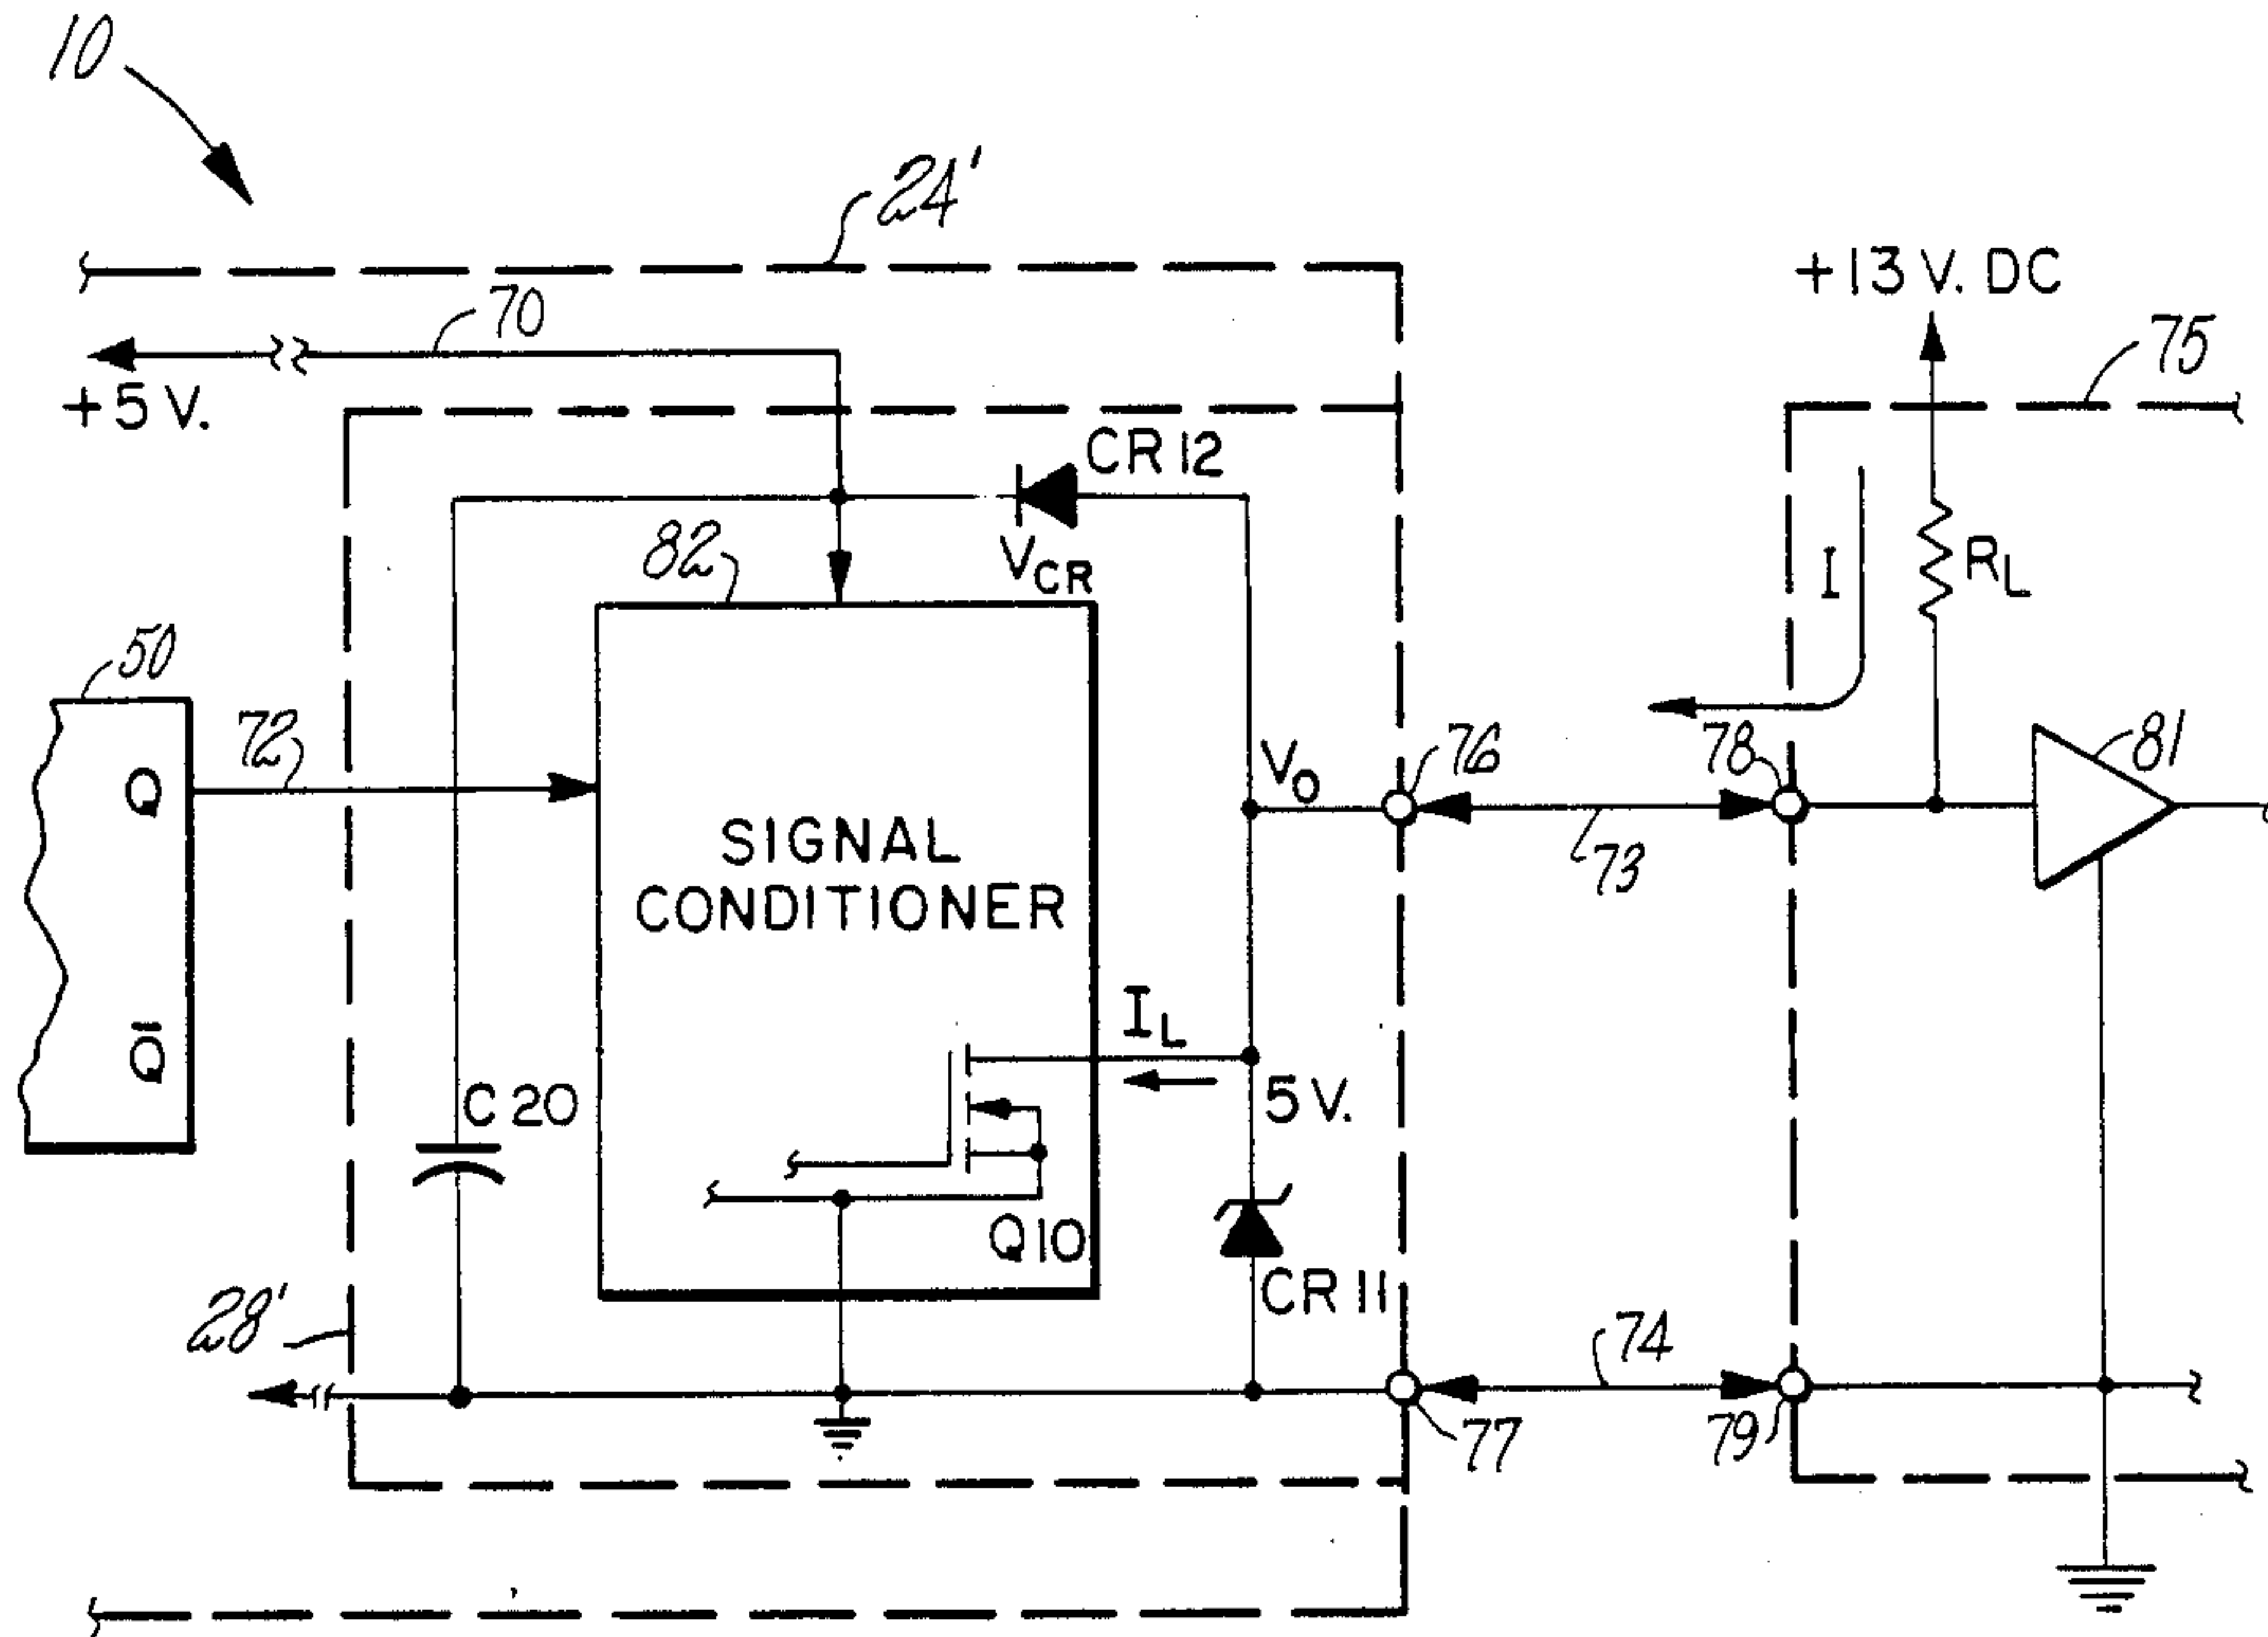 10
24'
+13 V. DC
70
75
+5 V.
CR 12
82
VCR
I
RL
50
72
76
78
81
Q
VO
SIGNAL
CONDITIONER
73
IL
Q̅
C 20
5 V.
Q10
CR 11
28'
74
77
79